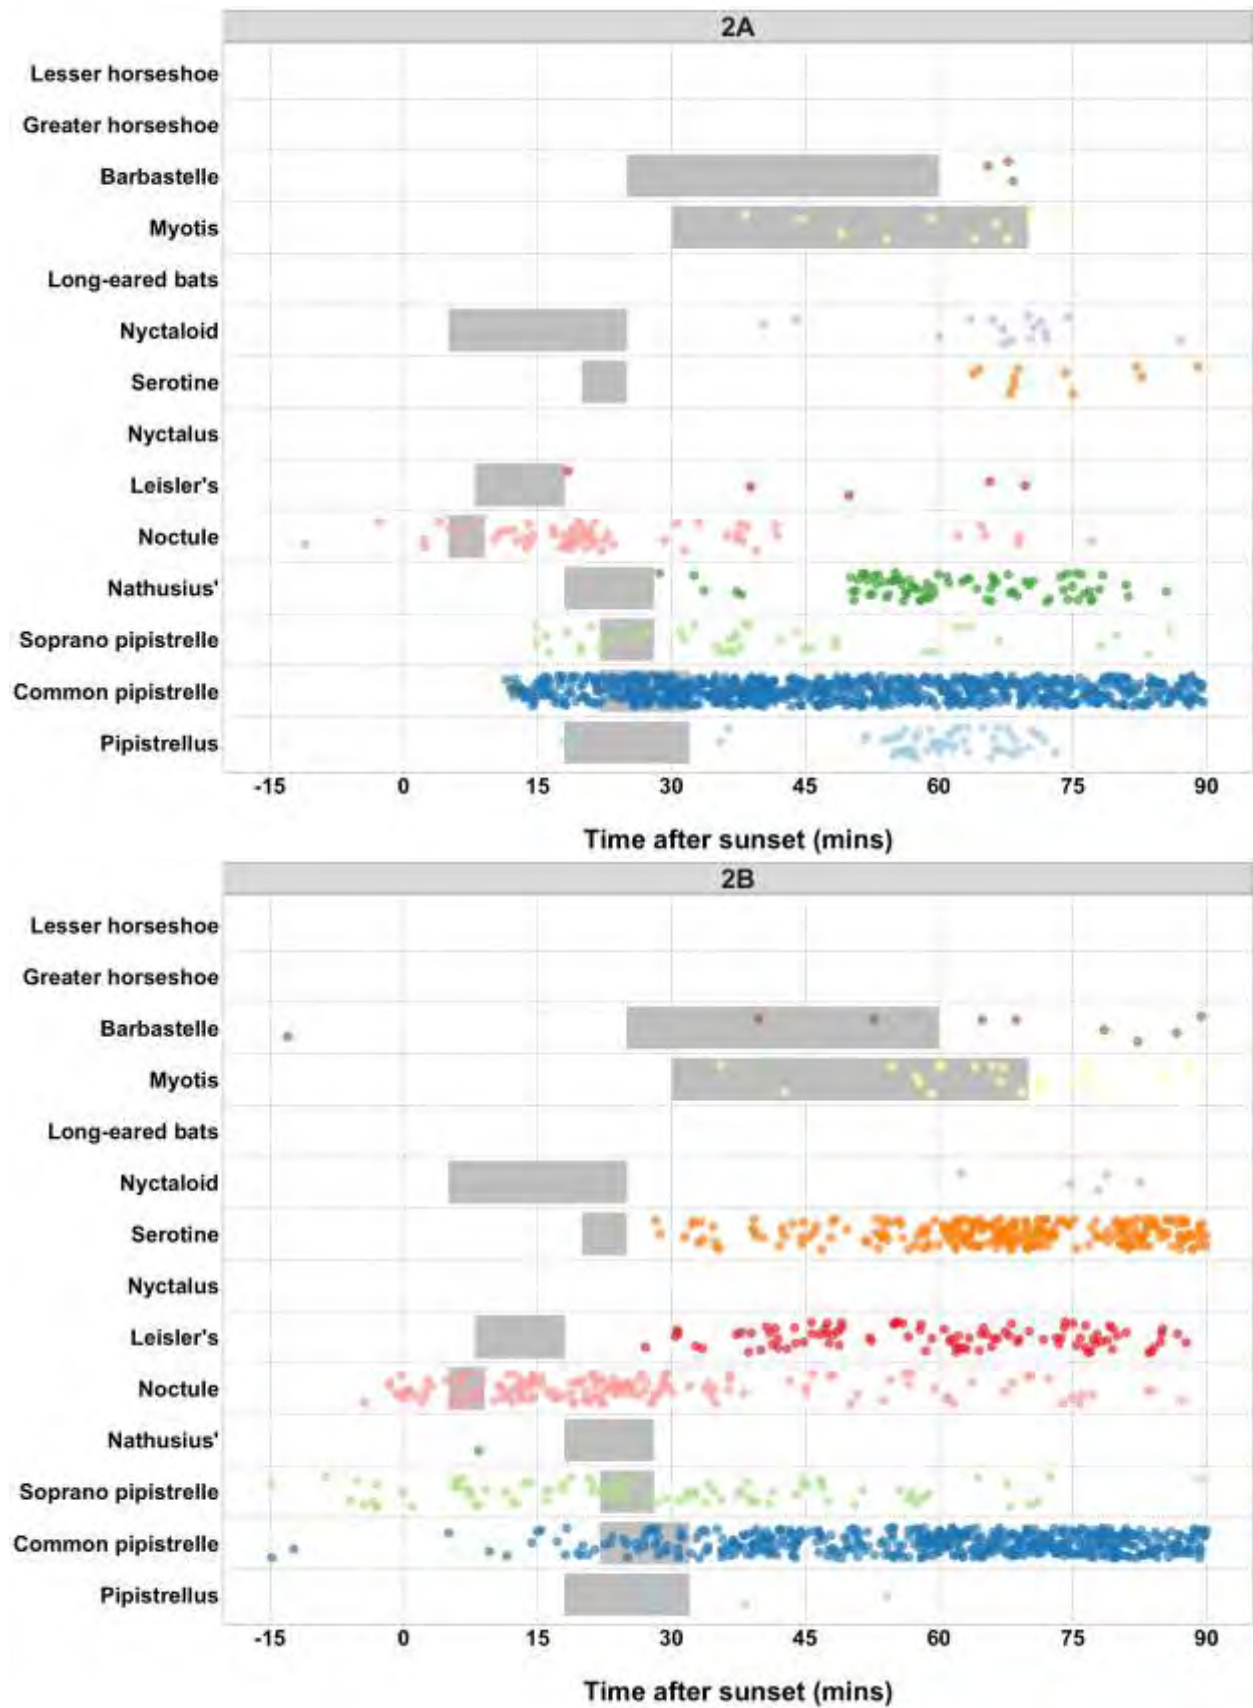 2A
Lesser horseshoe
Greater horseshoe
Barbastelle
Myotis
Long-eared bats
Nyctaloid
Serotine
Nyctalus
Leisler's
Noctule
Nathusius'
Soprano pipistrelle
Common pipistrelle
Pipistrellus
-15 0 15 30 45 60 75 90
Time after sunset (mins)
2B
Lesser horseshoe
Greater horseshoe
Barbastelle
Myotis
Long-eared bats
Nyctaloid
Serotine
Nyctalus
Leisler's
Noctule
Nathusius'
Soprano pipistrelle
Common pipistrelle
Pipistrellus
-15 0 15 30 45 60 75 90
Time after sunset (mins)